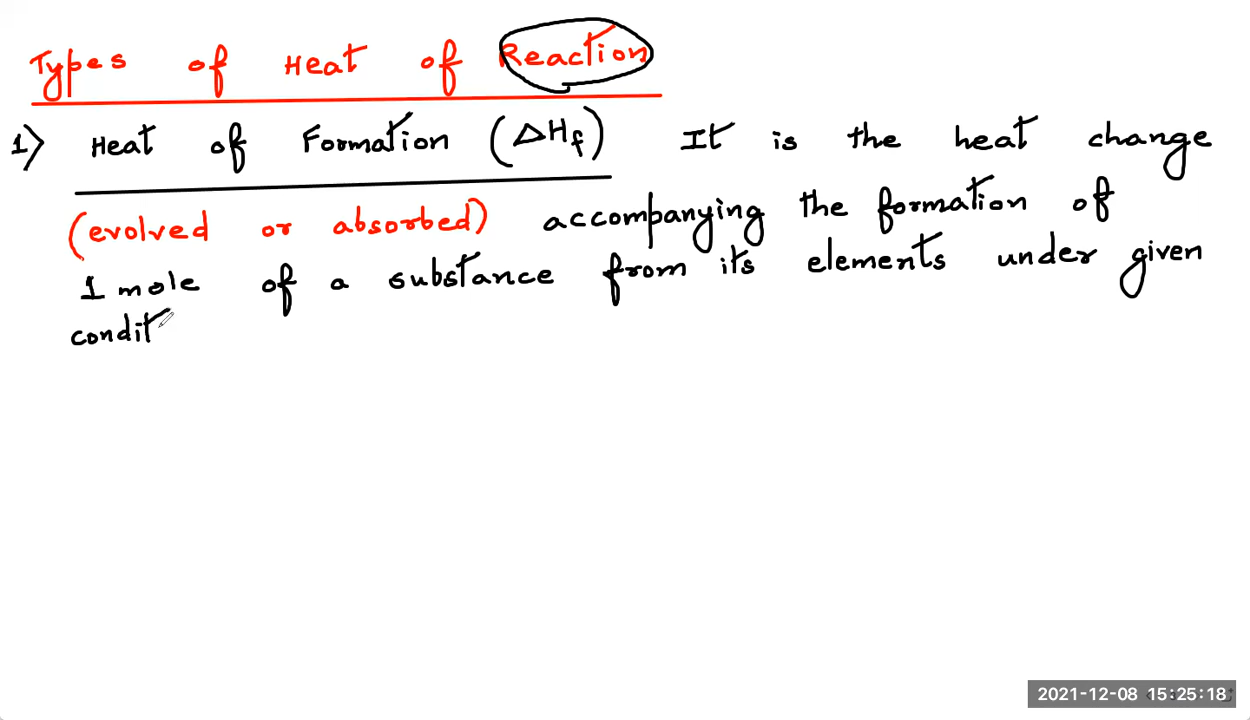 Types of Heat of Reaction
1) Heat of Formation (ΔHf) It is the heat change
(evolved or absorbed) accompanying the formation of
1 mole of a substance from its elements under given
condit
2021-12-08 15:25:18